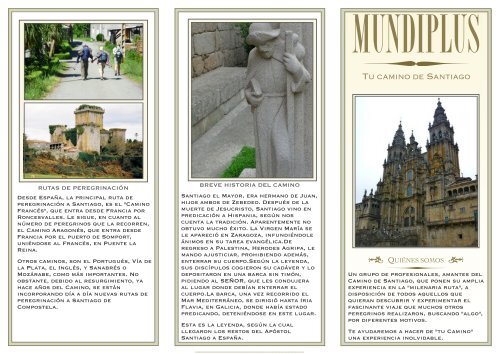 RUTAS DE PEREGRINACIÓN
DESDE ESPAÑA, LA PRINCIPAL RUTA DE
PEREGRINACIÓN A SANTIAGO, ES EL "CAMINO
FRANCÉS", QUE ENTRA DESDE FRANCIA POR
RONCESVALLES. LE SIGUE, EN CUANTO AL
NÚMERO DE PEREGRINOS QUE LA RECORREN,
EL CAMINO ARAGONÉS, QUE ENTRA DESDE
FRANCIA POR EL PUERTO DE SOMPORT,
UNIÉNDOSE AL FRANCÉS, EN PUENTE LA
REINA.
OTROS CAMINOS, SON EL PORTUGUÉS, VÍA DE
LA PLATA, EL INGLÉS, Y SANABRÉS O
MOZÁRABE, COMO MÁS IMPORTANTES. NO
OBSTANTE, DEBIDO AL RESURGIMIENTO, YA
HACE AÑOS DEL CAMINO, SE ESTÁN
INCORPORANDO DÍA A DÍA NUEVAS RUTAS DE
PEREGRINACIÓN A SANTIAGO DE
COMPOSTELA.
BREVE HISTORIA DEL CAMINO
SANTIAGO EL MAYOR, ERA HERMANO DE JUAN,
HIJOS AMBOS DE ZEBEDEO. DESPUÉS DE LA
MUERTE DE JESUCRISTO, SANTIAGO VINO EN
PREDICACIÓN A HISPANIA, SEGÚN NOS
CUENTA LA TRADICIÓN. APARENTEMENTE NO
OBTUVO MUCHO ÉXITO. LA VIRGEN MARÍA SE
LE APARECIÓ EN ZARAGOZA, INFUNDIÉNDOLE
ÁNIMOS EN SU TAREA EVANGÉLICA.DE
REGRESO A PALESTINA, HERODES AGRIPA, LE
MANDO AJUSTICIAR, PROHIBIENDO ADEMÁS,
ENTERRAR SU CUERPO.SEGÚN LA LEYENDA,
SUS DISCÍPULOS COGIERON SU CADÁVER Y LO
DEPOSITARON EN UNA BARCA SIN TIMÓN,
PIDIENDO AL SEÑOR, QUE LES CONDUJERA
AL LUGAR DONDE DEBÍAN ENTERRAR EL
CUERPO.LA BARCA, UNA VEZ RECORRIDO EL
MAR MEDITERRÁNEO, SE DIRIGIÓ HASTA IRIA
FLAVIA, EN GALICIA, DONDE HABÍA ESTADO
PREDICANDO, DETENIÉNDOSE EN ESTE LUGAR.
ESTA ES LA LEYENDA, SEGÚN LA CUAL
LLEGARON LOS RESTOS DEL APÓSTOL
SANTIAGO A ESPAÑA.
MUNDIPLUS
TU CAMINO DE SANTIAGO
QUIÉNES SOMOS
UN GRUPO DE PROFEXIONALES, AMANTES DEL
CAMINO DE SANTIAGO, QUE PONEN SU AMPLIA
EXPERIENCIA EN LA "MILENARIA RUTA", A
DISPOSICIÓN DE TODOS AQUELLOS QUE
QUIERAN DESCUBRIR Y EXPERIMENTAR EL
FASCINANTE VIAJE QUE MUCHOS OTROS
PEREGRINOS REALIZARON, BUSCANDO "ALGO",
POR DIFERENTES MOTIVOS.
TE AYUDAREMOS A HACER DE "TU CAMINO"
UNA EXPERIENCIA INOLVIDABLE.